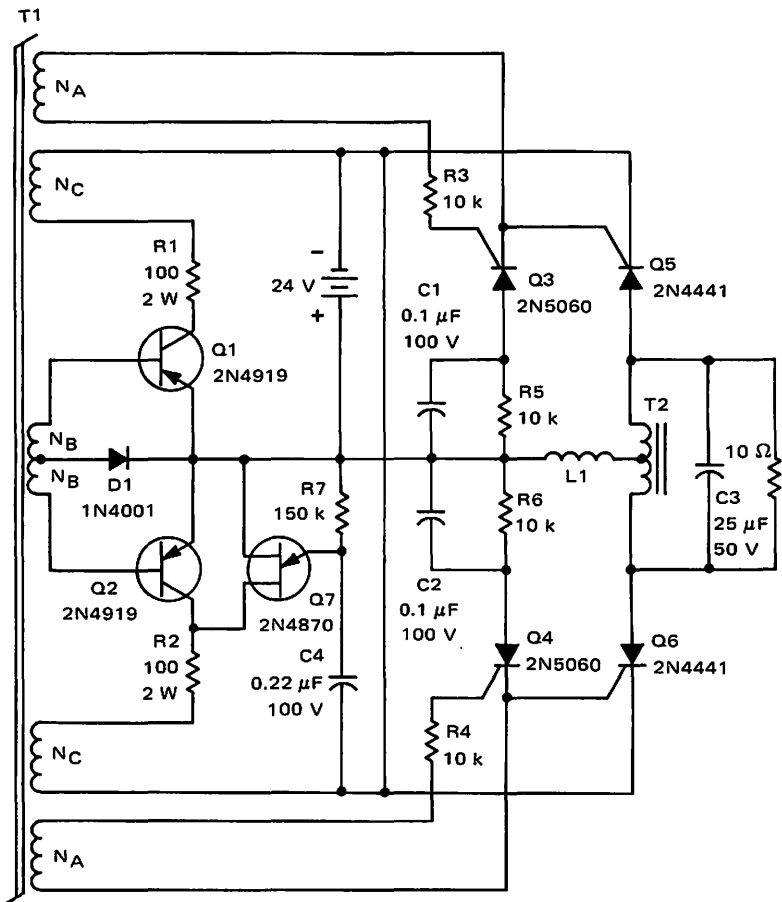 T1
NA
NC
R1
100
2 W
Q1
2N4919
NB
NB
D1
1N4001
Q2
2N4919
R2
100
2 W
NC
NA
24 V
−
+
R7
150 k
Q7
2N4870
C4
0.22 μF
100 V
R3
10 k
C1
0.1 μF
100 V
Q3
2N5060
Q5
2N4441
R5
10 k
R6
10 k
L1
T2
10 Ω
C3
25 μF
50 V
C2
0.1 μF
100 V
Q4
2N5060
Q6
2N4441
R4
10 k